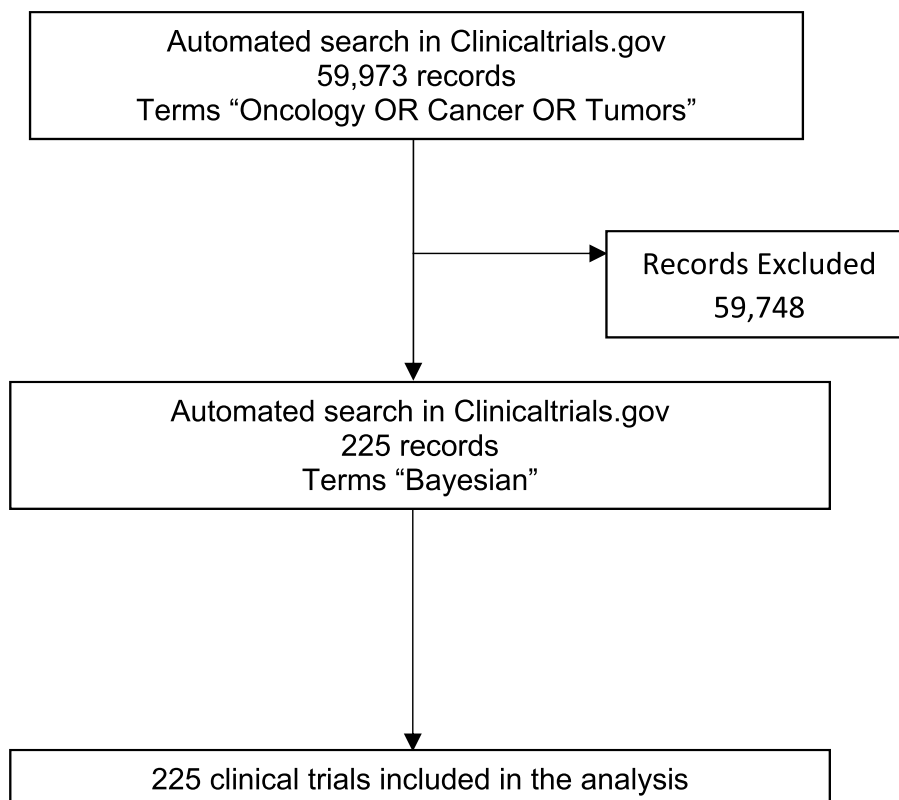 Automated search in Clinicaltrials.gov
59,973 records
Terms “Oncology OR Cancer OR Tumors”
Records Excluded
59,748
Automated search in Clinicaltrials.gov
225 records
Terms “Bayesian”
225 clinical trials included in the analysis